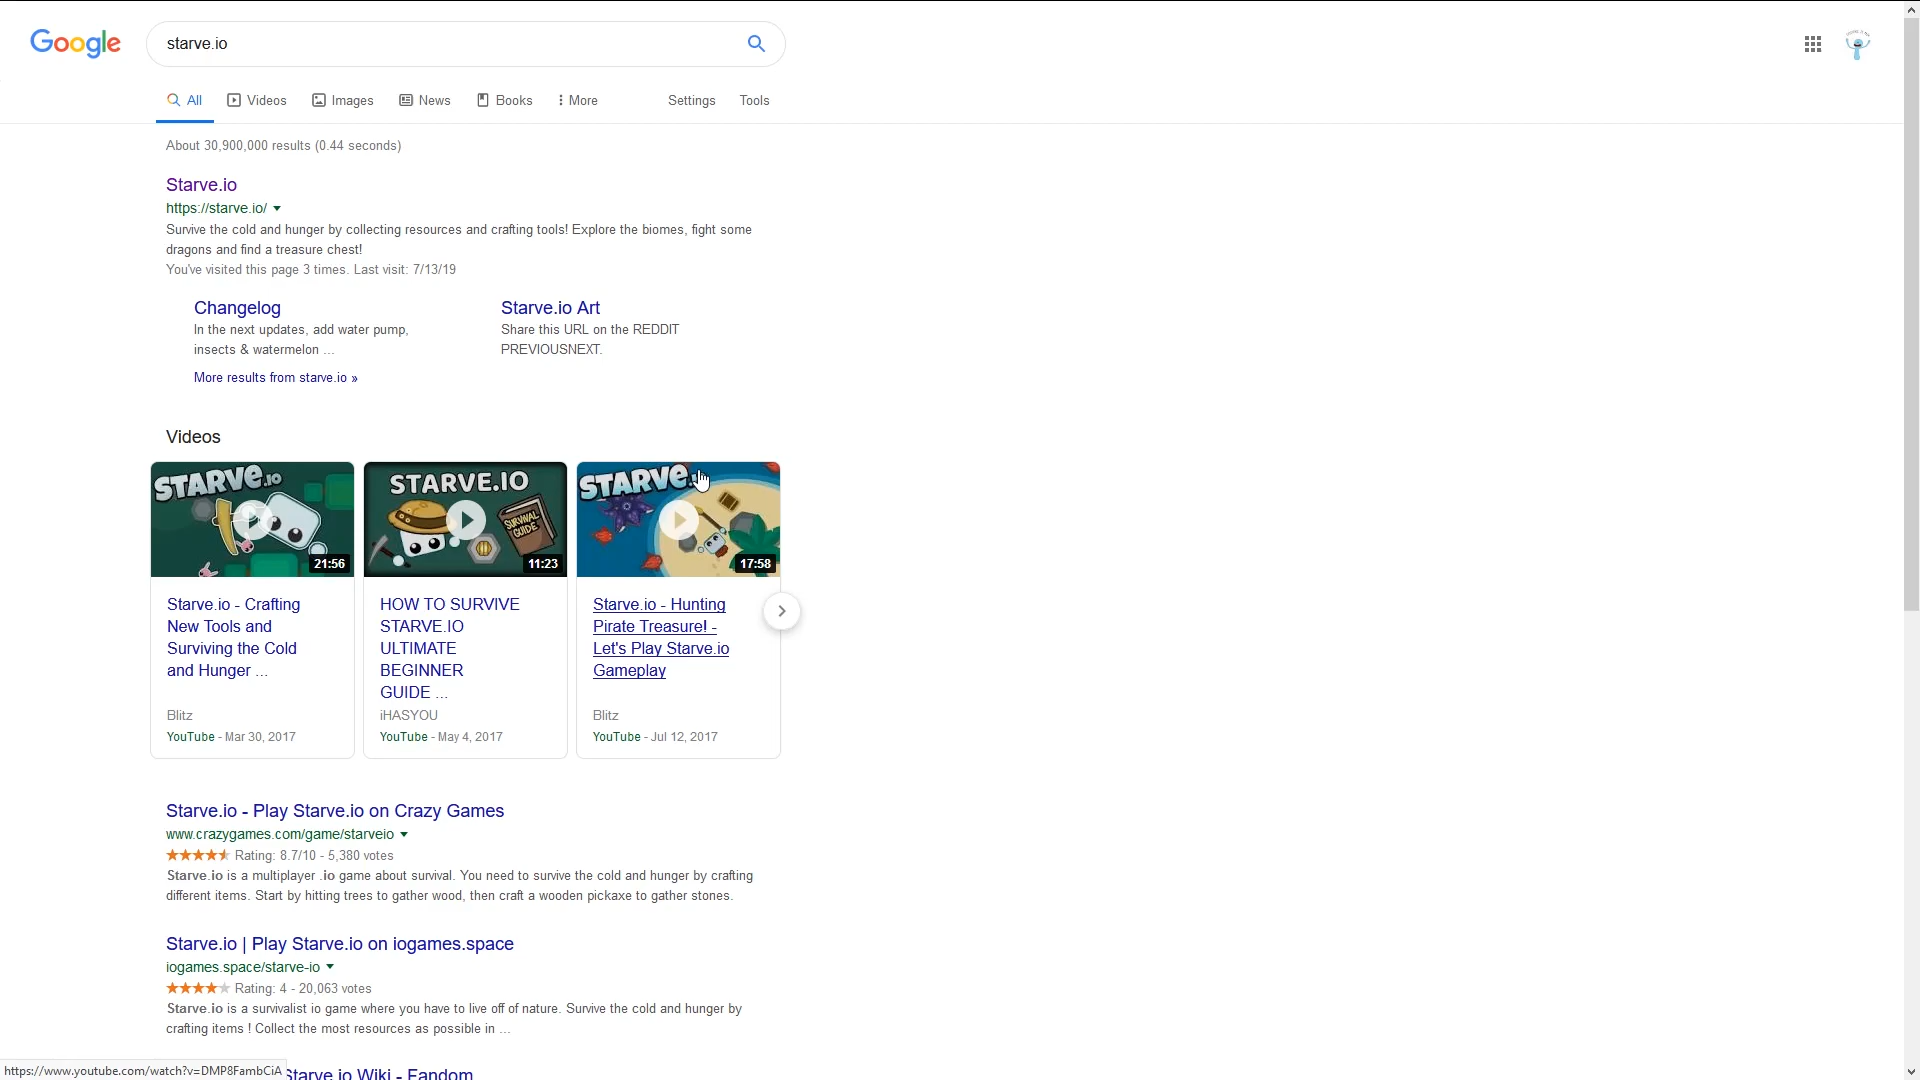 Google
starve.io
All
Videos
Images
News
Books
More
Settings
Tools
About 30,900,000 results (0.44 seconds)
Starve.io
https://starve.io/
Survive the cold and hunger by collecting resources and crafting tools! Explore the biomes, fight some
dragons and find a treasure chest!
You've visited this page 3 times. Last visit: 7/13/19
Changelog
In the next updates, add water pump,
insects & watermelon ...
Starve.io Art
Share this URL on the REDDIT
PREVIOUSNEXT.
More results from starve.io »
Videos
STARVE.io
21:56
Starve.io - Crafting
New Tools and
Surviving the Cold
and Hunger ...
Blitz
YouTube - Mar 30, 2017
STARVE.IO
SURVIVAL
GUIDE
11:23
HOW TO SURVIVE
STARVE.IO
ULTIMATE
BEGINNER
GUIDE ...
iHASYOU
YouTube - May 4, 2017
STARVE
17:58
Starve.io - Hunting
Pirate Treasure! -
Let's Play Starve.io
Gameplay
Blitz
YouTube - Jul 12, 2017
Starve.io - Play Starve.io on Crazy Games
www.crazygames.com/game/starveio
Rating: 8.7/10 - 5,380 votes
Starve.io is a multiplayer .io game about survival. You need to survive the cold and hunger by crafting
different items. Start by hitting trees to gather wood, then craft a wooden pickaxe to gather stones.
Starve.io | Play Starve.io on iogames.space
iogames.space/starve-io
Rating: 4 - 20,063 votes
Starve.io is a survivalist io game where you have to live off of nature. Survive the cold and hunger by
crafting items ! Collect the most resources as possible in ...
Starve.io Wiki - Fandom
https://www.youtube.com/watch?v=DMP8FambCiA